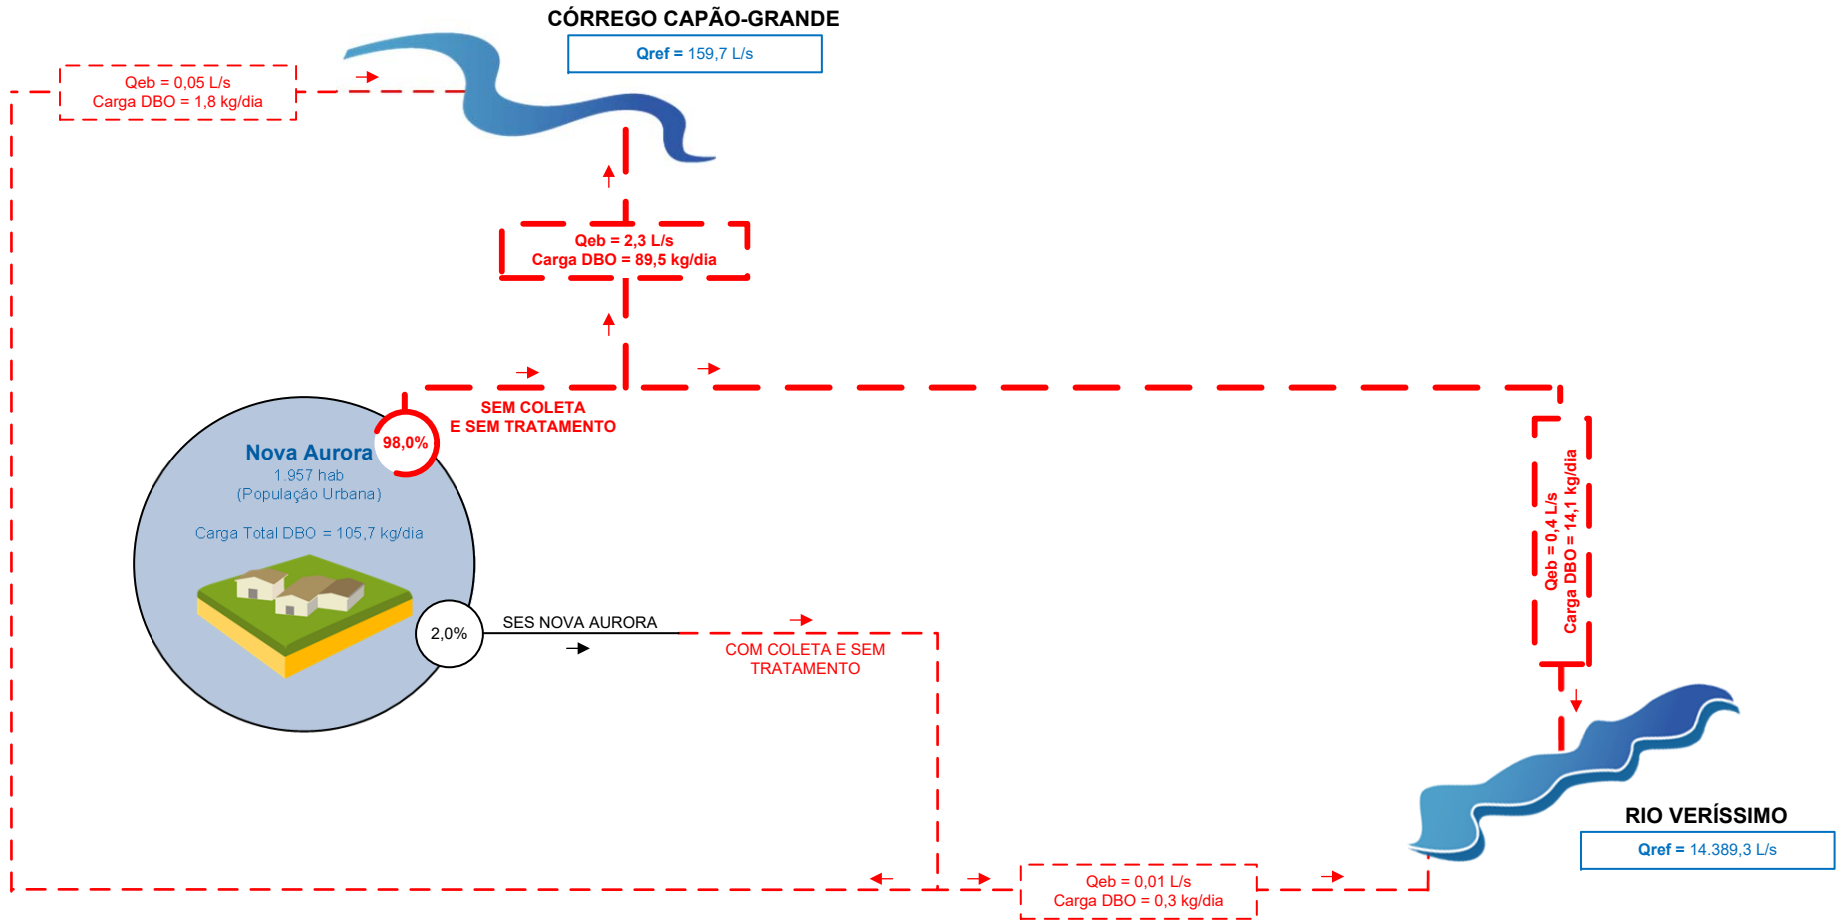 CÓRREGO CAPÃO-GRANDE
Qref = 159,7 L/s
Qeb = 0,05 L/s
Carga DBO = 1,8 kg/dia
Qeb = 2,3 L/s
Carga DBO = 89,5 kg/dia
SEM COLETA
E SEM TRATAMENTO
98,0%
Nova Aurora
1.957 hab
(População Urbana)
Carga Total DBO = 105,7 kg/dia
Qeb = 0,4 L/s
Carga DBO = 14,1 kg/dia
2,0%
SES NOVA AURORA
COM COLETA E SEM
TRATAMENTO
RIO VERÍSSIMO
Qref = 14.389,3 L/s
Qeb = 0,01 L/s
Carga DBO = 0,3 kg/dia